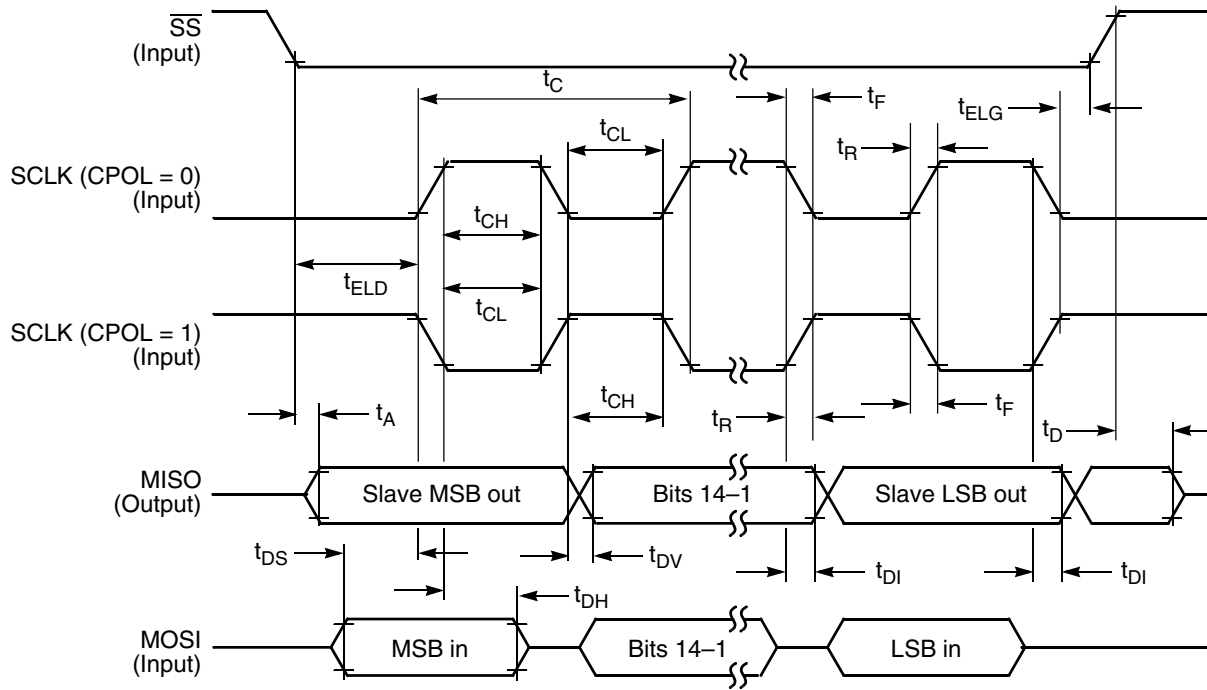 SS
(Input)
tC
tF
tELG
tCL
tR
SCLK (CPOL = 0)
(Input)
tCH
tELD
tCL
SCLK (CPOL = 1)
(Input)
tCH
tA
tR
tF
tD
MISO
(Output)
Slave MSB out
Bits 14–1
Slave LSB out
tDS
tDV
tDI
tDI
tDH
MOSI
(Input)
MSB in
Bits 14–1
LSB in